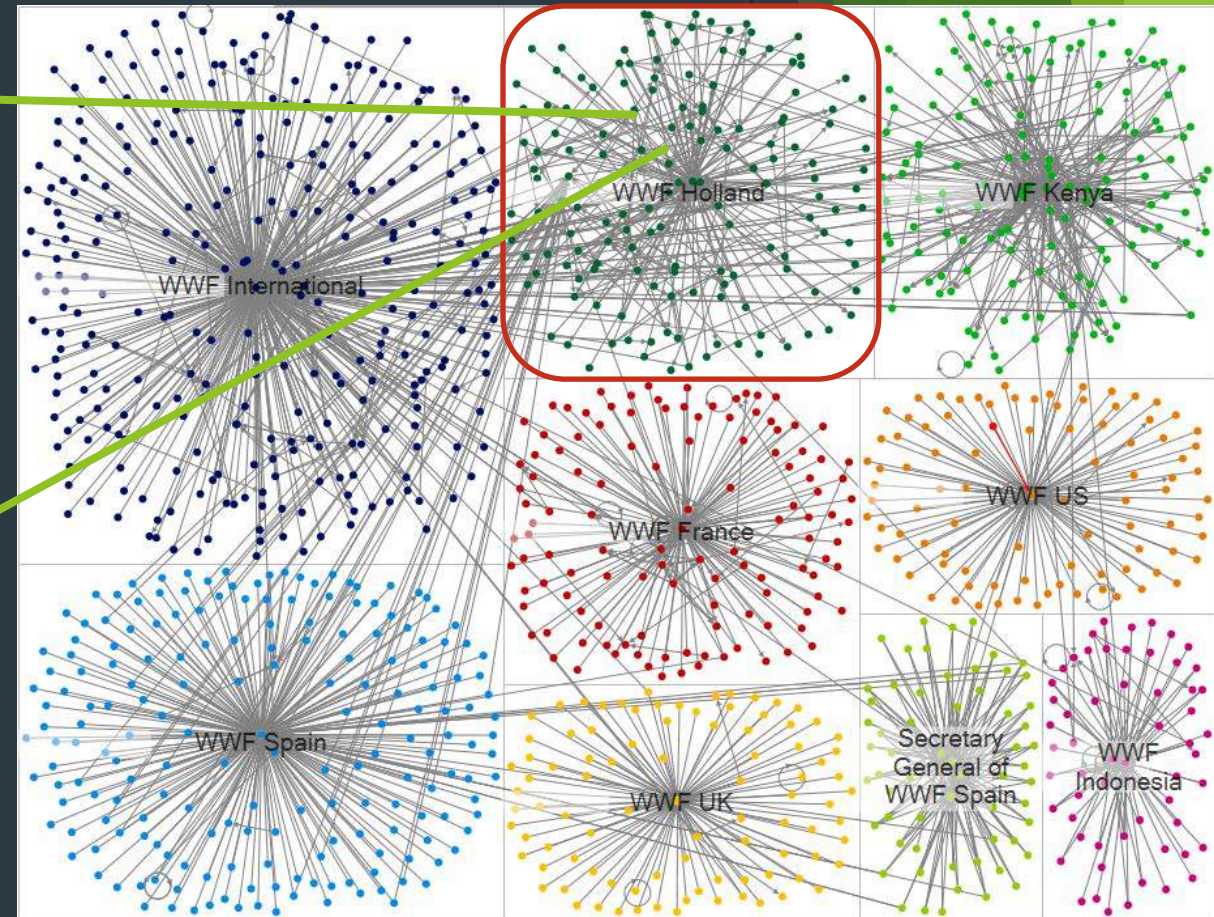 WWF International
WWF Holland
WWF Kenya
WWF France
WWF US
WWF Spain
WWF UK
Secretary
General of
WWF Spain
WWF
Indonesia